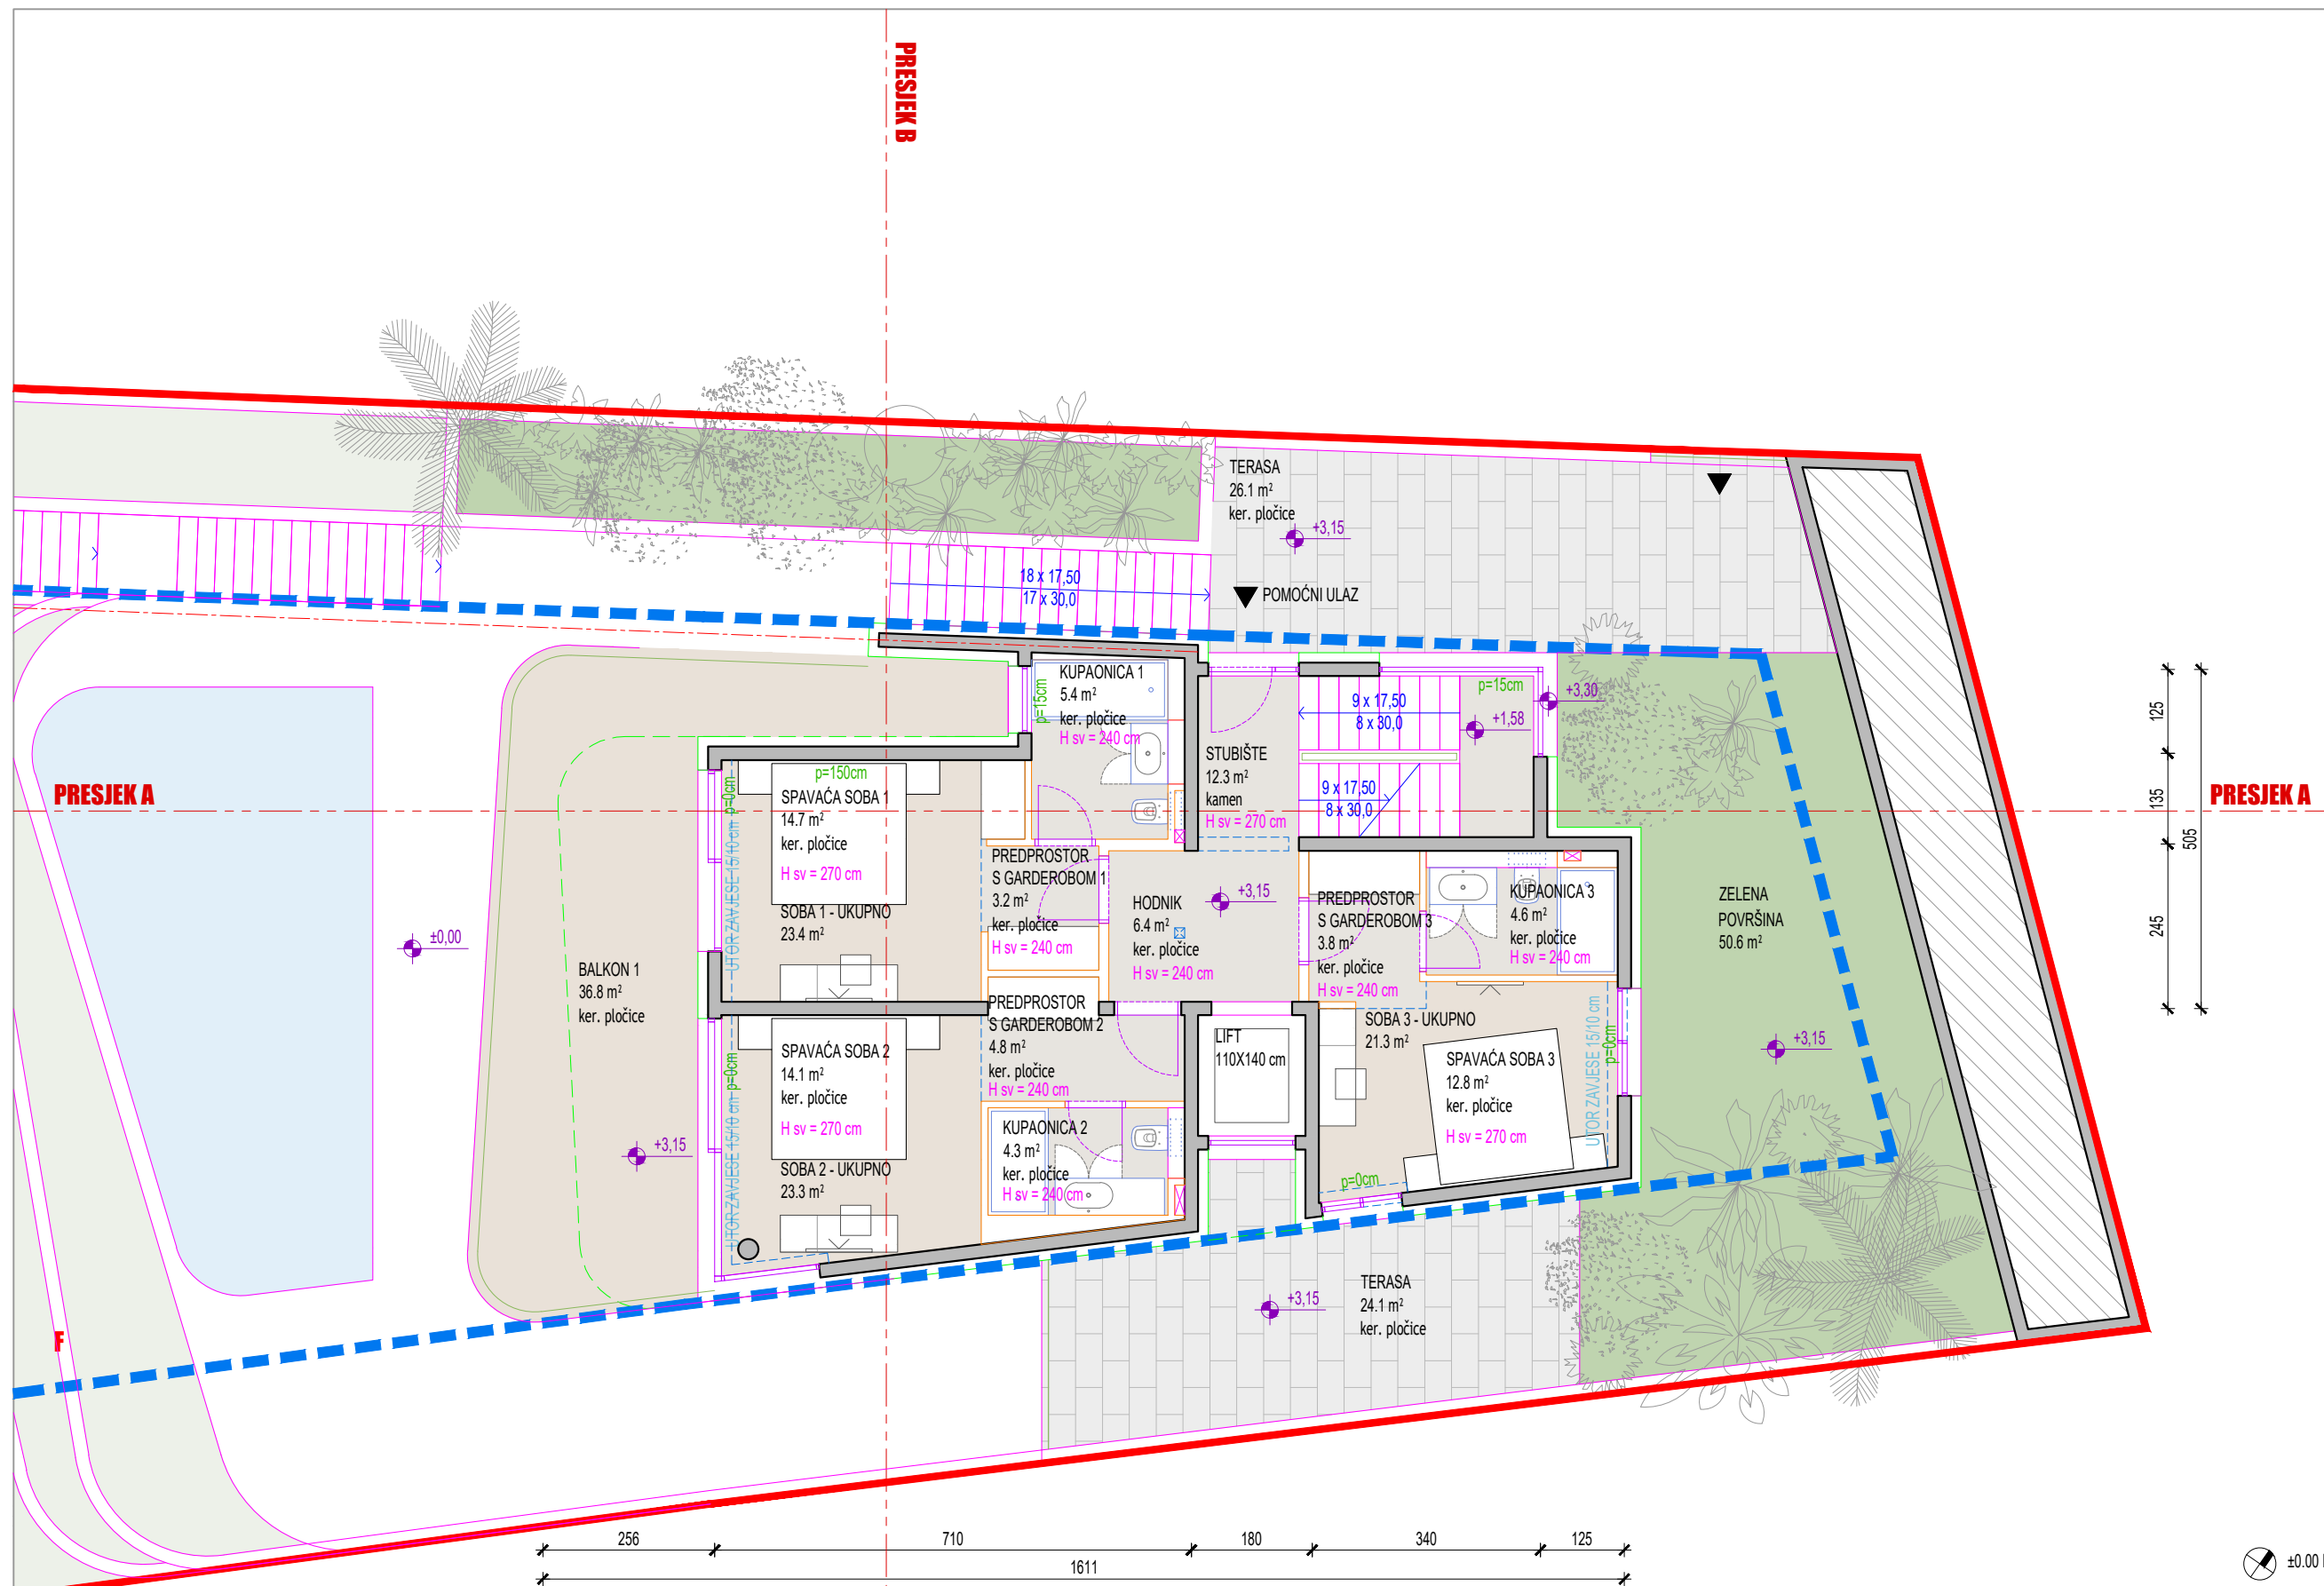 PRESJEK B
TERASA
26.1 m²
ker. pločice
+3,15
18 x 17,50
17 x 30,0
POMOĆNI ULAZ
KUPAONICA 1
5.4 m²
ker. pločice
H sv = 240 cm
p=15cm
9 x 17,50
8 x 30,0
p=15cm
+3,30
+1,58
STUBIŠTE
12.3 m²
kamen
H sv = 270 cm
9 x 17,50
8 x 30,0
PRESJEK A
PRESJEK A
p=150cm
SPAVAĆA SOBA 1
14.7 m²
ker. pločice
H sv = 270 cm
SOBA 1 - UKUPNO
23.4 m²
UTOR ZAVJESE 15/10 cm
p=0cm
PREDPROSTOR
S GARDEROBOM 1
3.2 m²
ker. pločice
H sv = 240 cm
HODNIK
6.4 m²
ker. pločice
H sv = 240 cm
+3,15
PREDPROSTOR
S GARDEROBOM 3
3.8 m²
ker. pločice
H sv = 240 cm
KUPAONICA 3
4.6 m²
ker. pločice
H sv = 240 cm
ZELENA
POVRŠINA
50.6 m²
±0,00
BALKON 1
36.8 m²
ker. pločice
+3,15
PREDPROSTOR
S GARDEROBOM 2
4.8 m²
ker. pločice
H sv = 240 cm
SPAVAĆA SOBA 2
14.1 m²
ker. pločice
H sv = 270 cm
SOBA 2 - UKUPNO
23.3 m²
UTOR ZAVJESE 15/10 cm
p=0cm
KUPAONICA 2
4.3 m²
ker. pločice
H sv = 240 cm
LIFT
110X140 cm
SOBA 3 - UKUPNO
21.3 m²
SPAVAĆA SOBA 3
12.8 m²
ker. pločice
H sv = 270 cm
UTOR ZAVJESE 15/10 cm
p=0cm
p=0cm
+3,15
TERASA
24.1 m²
ker. pločice
+3,15
F
125
135
245
505
256
710
180
340
125
1611
±0.00